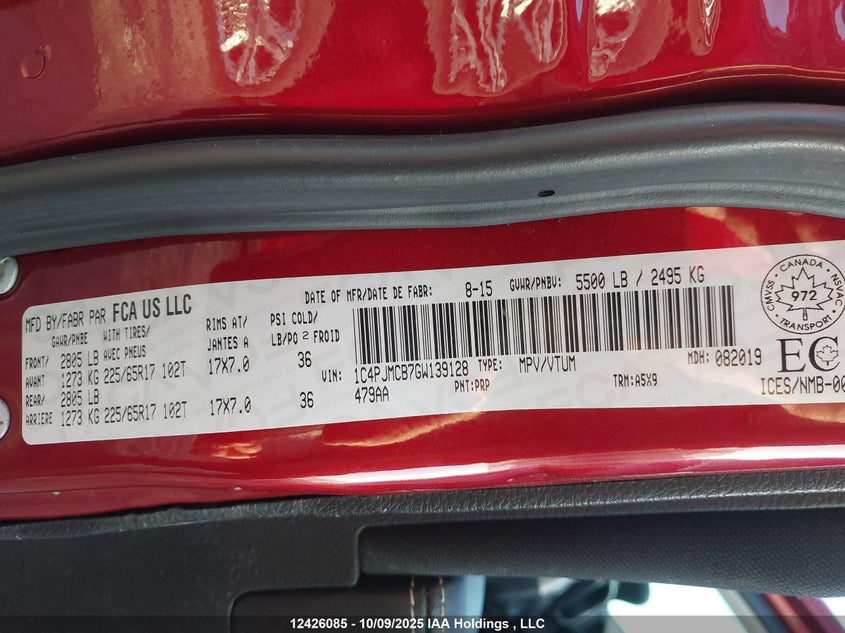 MFD BY/FABR PAR FCA US LLC
DATE OF MFR/DATE DE FABR: 8-15 GVWR/PNBV: 5500 LB / 2495 KG
GAWR/PNBE WITH TIRES/ RIMS AT/ PSI COLD/
AVEC PNEUS JANTES A LB/PO 2 FROID
FRONT/ 2805 LB
AVANT 1273 KG 225/65R17 102T 17X7.0 36
REAR/ 2805 LB
ARRIERE 1273 KG 225/65R17 102T 17X7.0 36
VIN: 1C4PJMCB7GW139128 TYPE: MPV/VTUM MDH: 082019
479AA PNT:PRP TRM:A5X9
CANADA
CMVSS 972 NSVAC
TRANSPORT
EC
ICES/NMB-00
12426085 - 10/09/2025 IAA Holdings , LLC